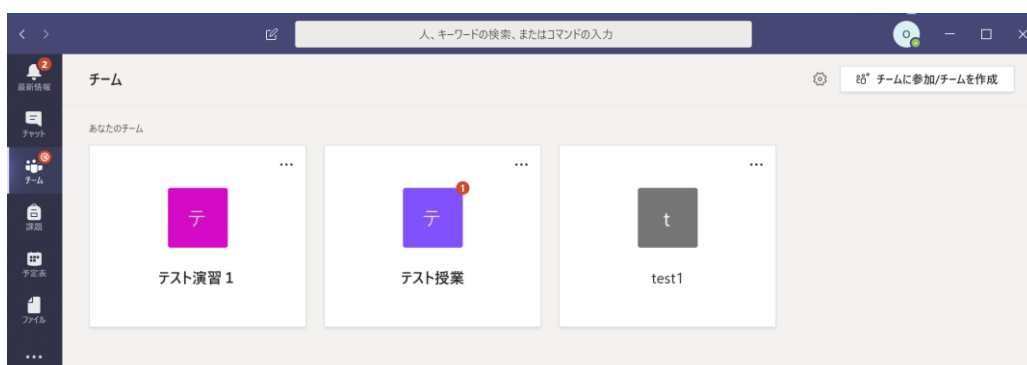 人、キーワードの検索、またはコマンドの入力
O
2
最新情報
チーム
チームに参加/チームを作成
チャット
あなたのチーム
@
チーム
課題
予定表
ファイル
テ
1
テ
t
テスト演習 1
テスト授業
test1